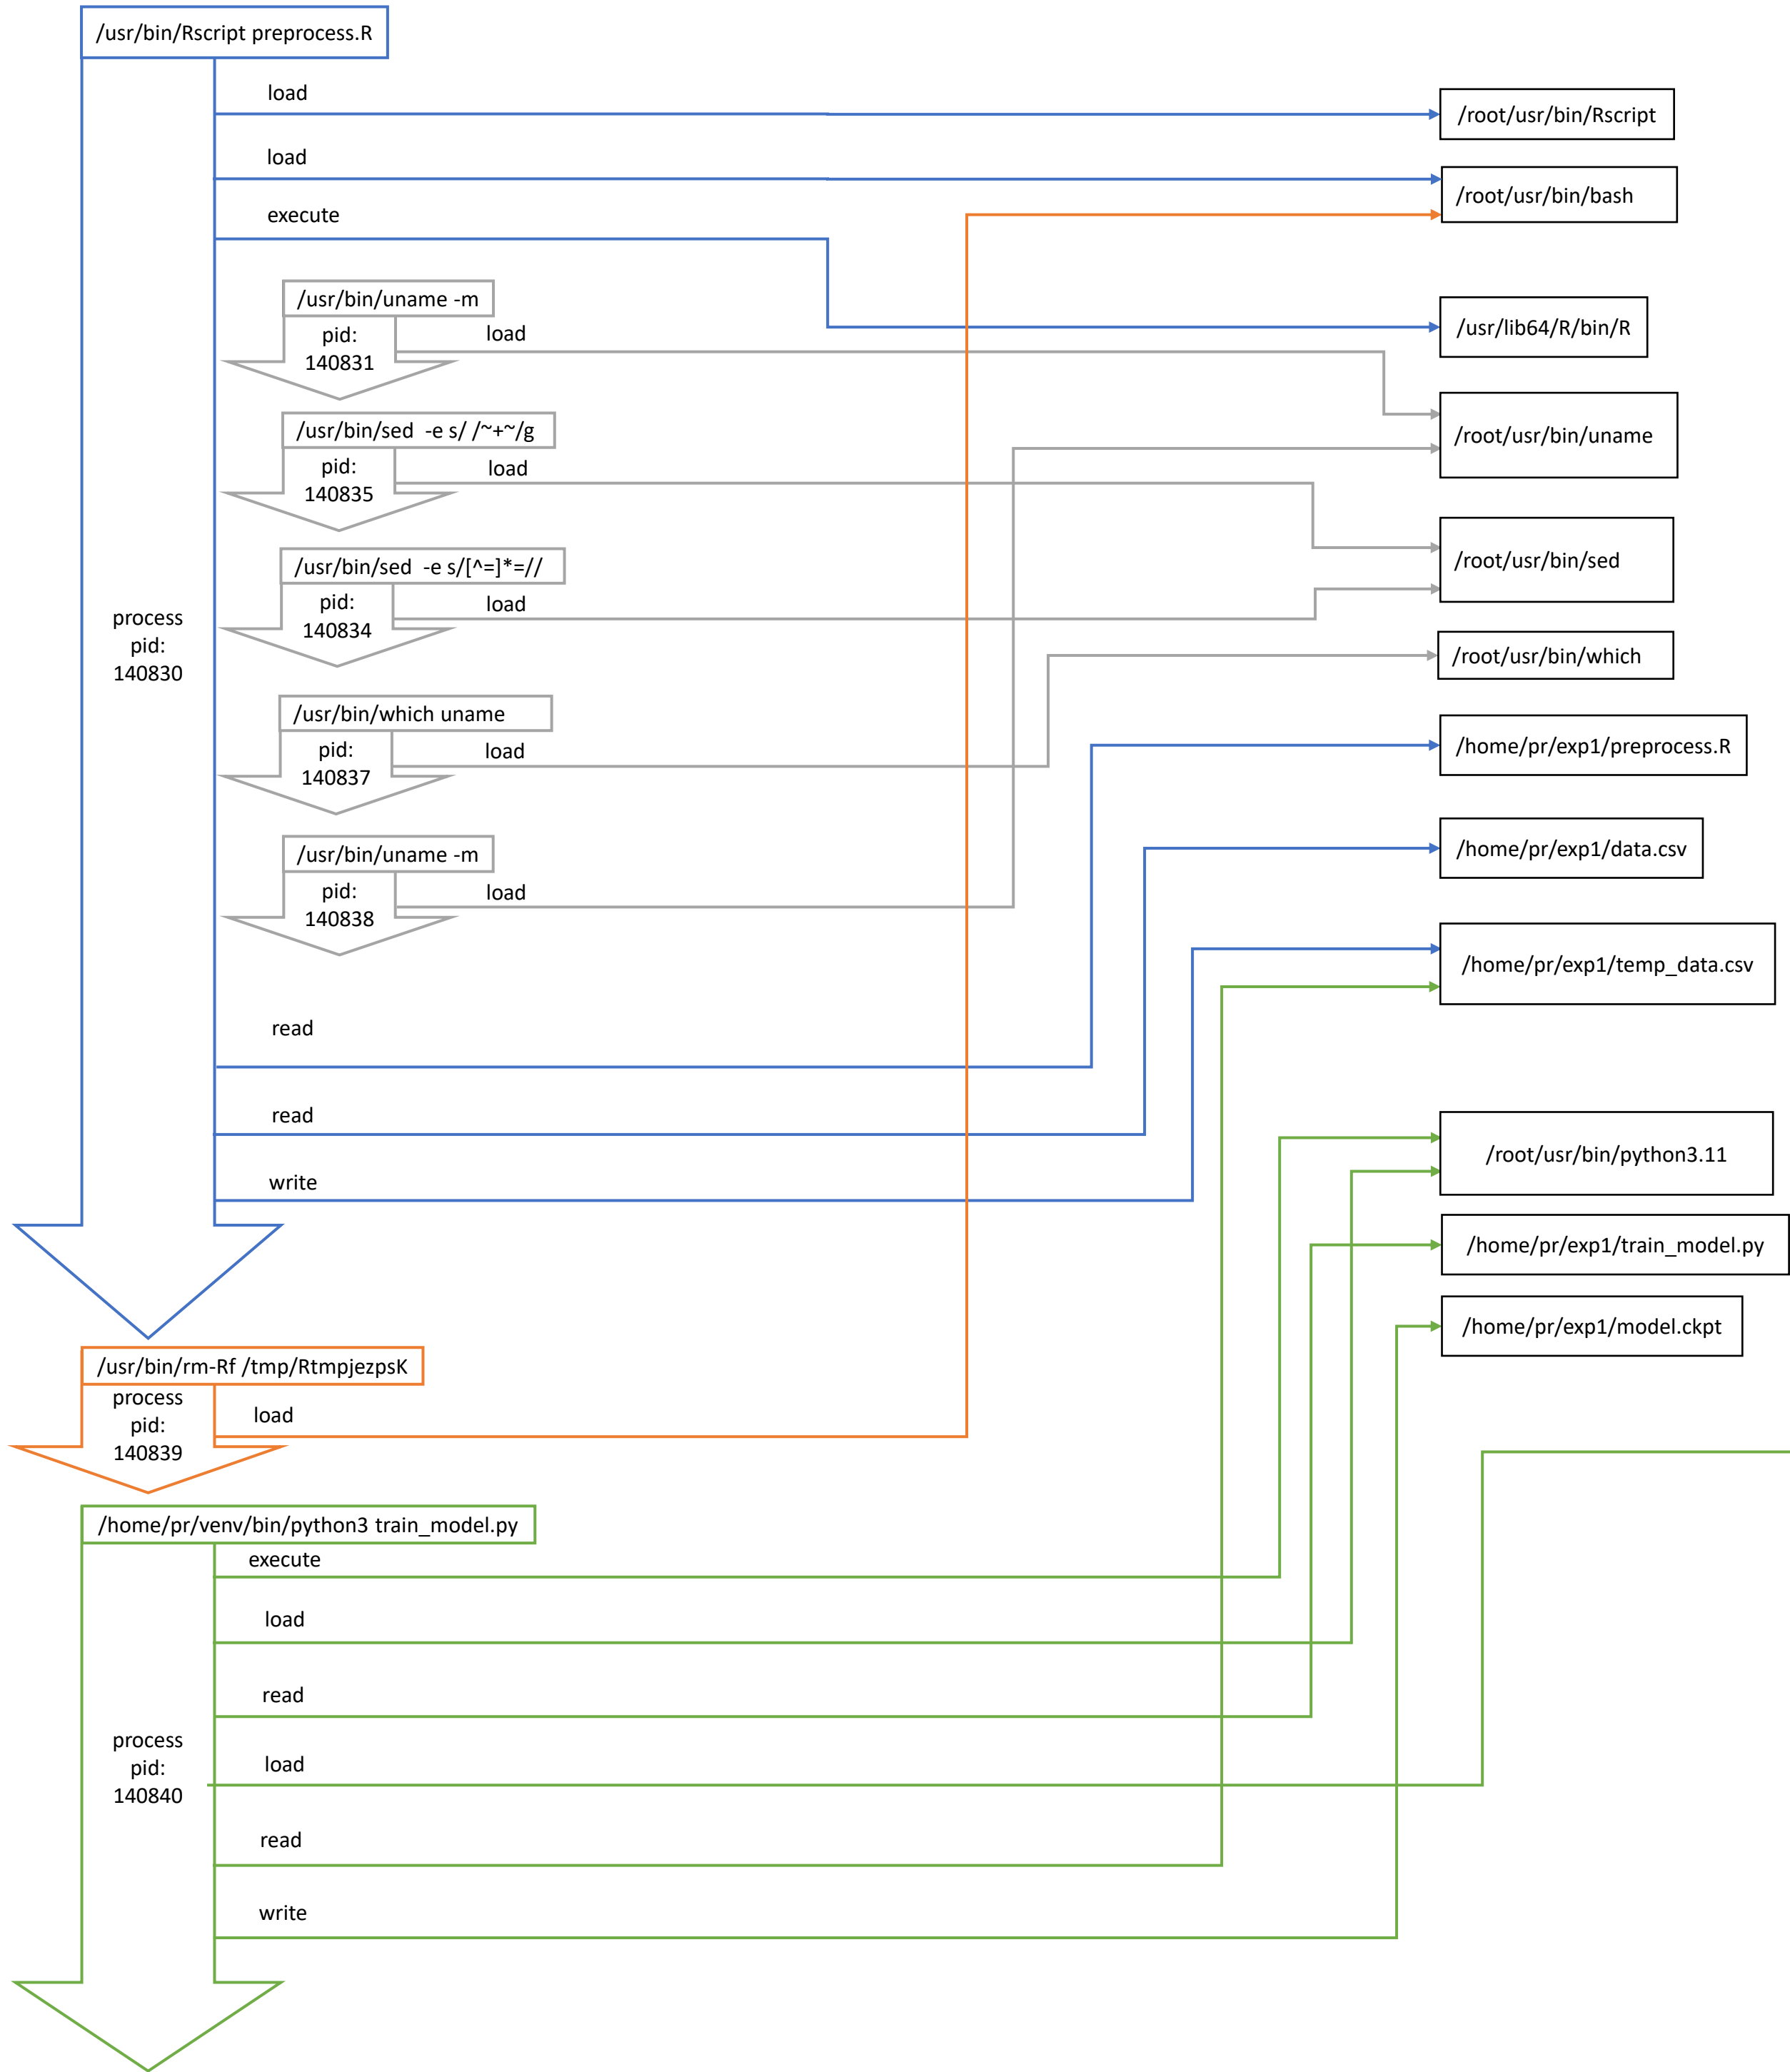 /usr/bin/Rscript preprocess.R
load
/root/usr/bin/Rscript
load
/root/usr/bin/bash
execute
/usr/bin/uname -m
pid:
140831
load
/usr/lib64/R/bin/R
/usr/bin/sed  -e s/ /~+~/g
pid:
140835
load
/root/usr/bin/uname
/usr/bin/sed  -e s/[^=]*=//
pid:
140834
load
/root/usr/bin/sed
process
pid:
140830
/root/usr/bin/which
/usr/bin/which uname
pid:
140837
load
/home/pr/exp1/preprocess.R
/usr/bin/uname -m
pid:
140838
load
/home/pr/exp1/data.csv
/home/pr/exp1/temp_data.csv
read
read
write
/root/usr/bin/python3.11
/home/pr/exp1/train_model.py
/home/pr/exp1/model.ckpt
/usr/bin/rm-Rf /tmp/RtmpjezpsK
process
pid:
140839
load
/home/pr/venv/bin/python3 train_model.py
execute
load
read
process
pid:
140840
load
read
write